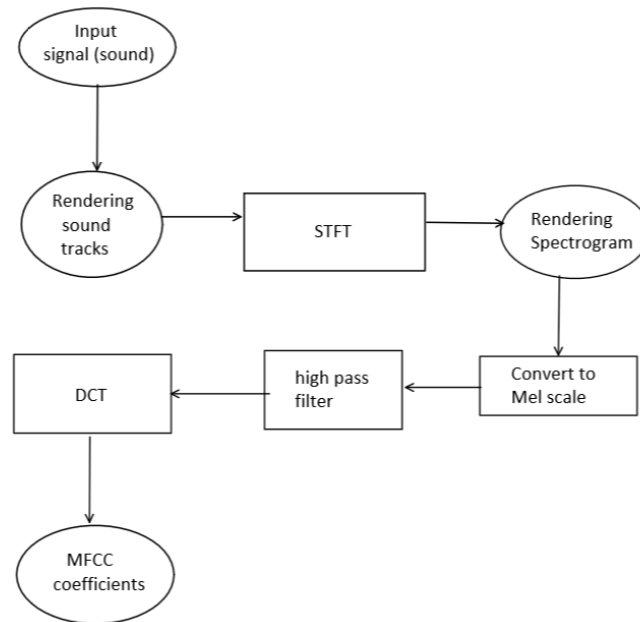 Input
signal (sound)
Rendering
sound
tracks
STFT
Rendering
Spectrogram
Convert to
Mel scale
high pass
filter
DCT
MFCC
coefficients